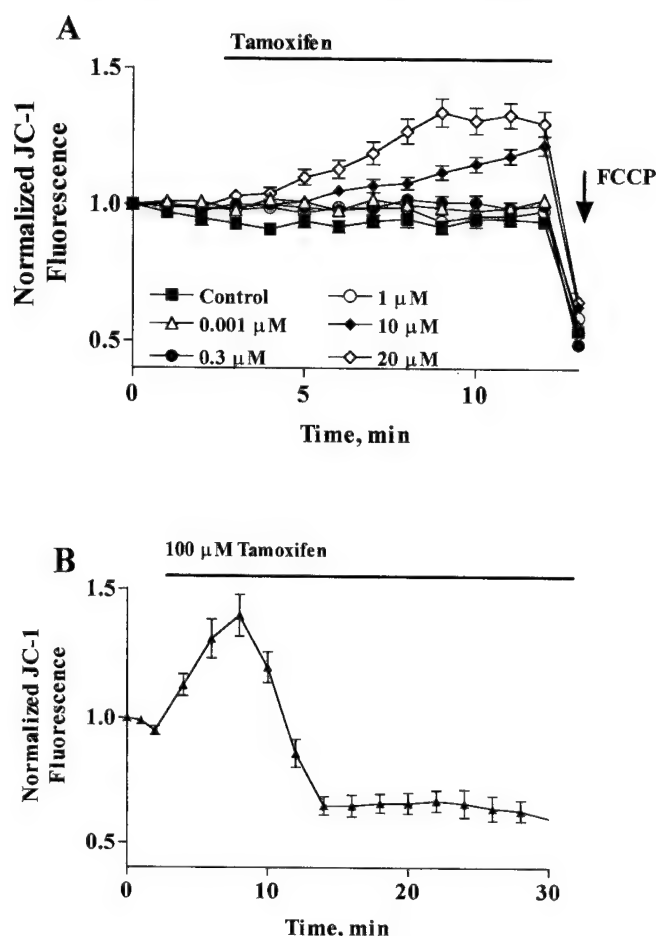 A
Tamoxifen
1.5
1.0
0.5
Normalized JC-1
Fluorescence
FCCP
Control
1 µM
0.001 µM
10 µM
0.3 µM
20 µM
0
5
10
Time, min
B
100 µM Tamoxifen
1.5
1.0
0.5
Normalized JC-1
Fluorescence
0
10
20
30
Time, min